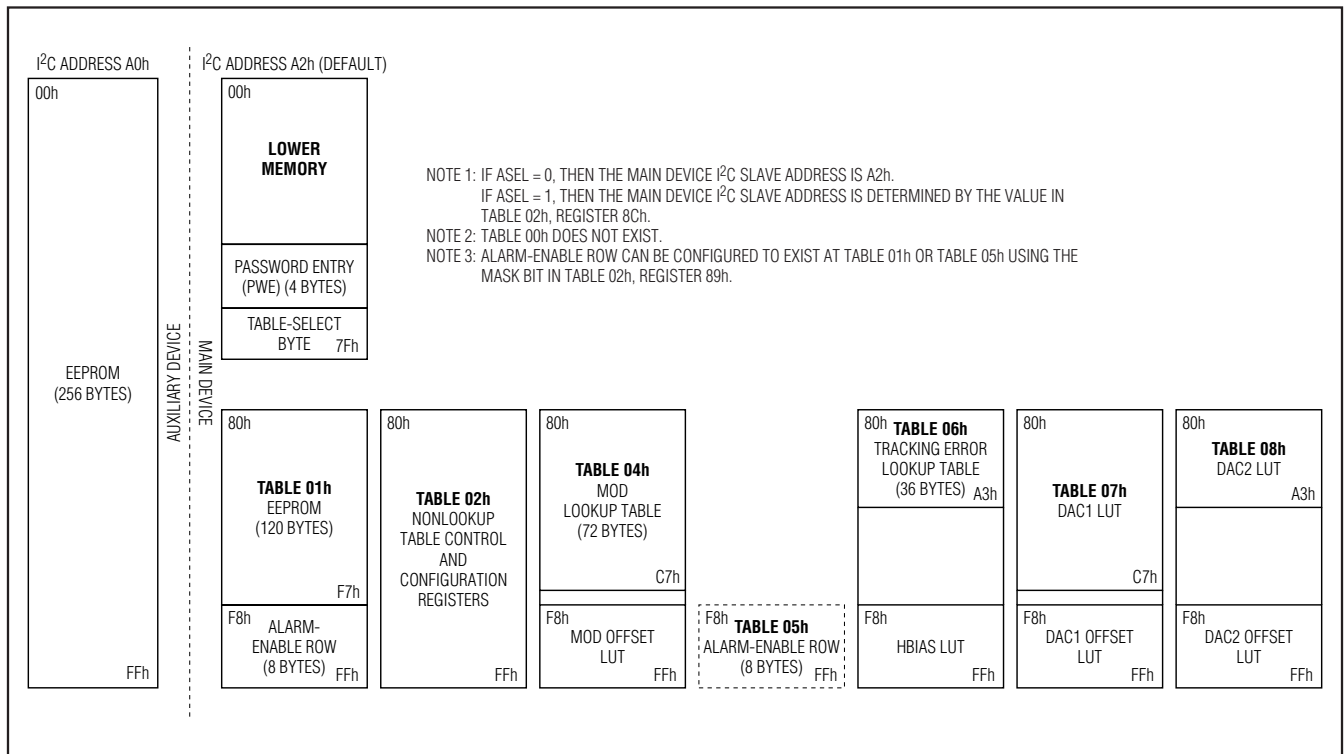 I2C ADDRESS A0h
00h
EEPROM
(256 BYTES)
FFh
AUXILIARY DEVICE
MAIN DEVICE
I2C ADDRESS A2h (DEFAULT)
00h
LOWER
MEMORY
PASSWORD ENTRY
(PWE) (4 BYTES)
TABLE-SELECT
BYTE
7Fh
NOTE 1: IF ASEL = 0, THEN THE MAIN DEVICE I2C SLAVE ADDRESS IS A2h.
IF ASEL = 1, THEN THE MAIN DEVICE I2C SLAVE ADDRESS IS DETERMINED BY THE VALUE IN
TABLE 02h, REGISTER 8Ch.
NOTE 2: TABLE 00h DOES NOT EXIST.
NOTE 3: ALARM-ENABLE ROW CAN BE CONFIGURED TO EXIST AT TABLE 01h OR TABLE 05h USING THE
MASK BIT IN TABLE 02h, REGISTER 89h.
80h
TABLE 01h
EEPROM
(120 BYTES)
F7h
F8h
ALARM-
ENABLE ROW
(8 BYTES)
FFh
80h
TABLE 02h
NONLOOKUP
TABLE CONTROL
AND
CONFIGURATION
REGISTERS
FFh
80h
TABLE 04h
MOD
LOOKUP TABLE
(72 BYTES)
C7h
F8h
MOD OFFSET
LUT
FFh
F8h
TABLE 05h
ALARM-ENABLE ROW
(8 BYTES)
FFh
80h
TABLE 06h
TRACKING ERROR
LOOKUP TABLE
(36 BYTES)
A3h
F8h
HBIAS LUT
FFh
80h
TABLE 07h
DAC1 LUT
C7h
F8h
DAC1 OFFSET
LUT
FFh
80h
TABLE 08h
DAC2 LUT
A3h
F8h
DAC2 OFFSET
LUT
FFh